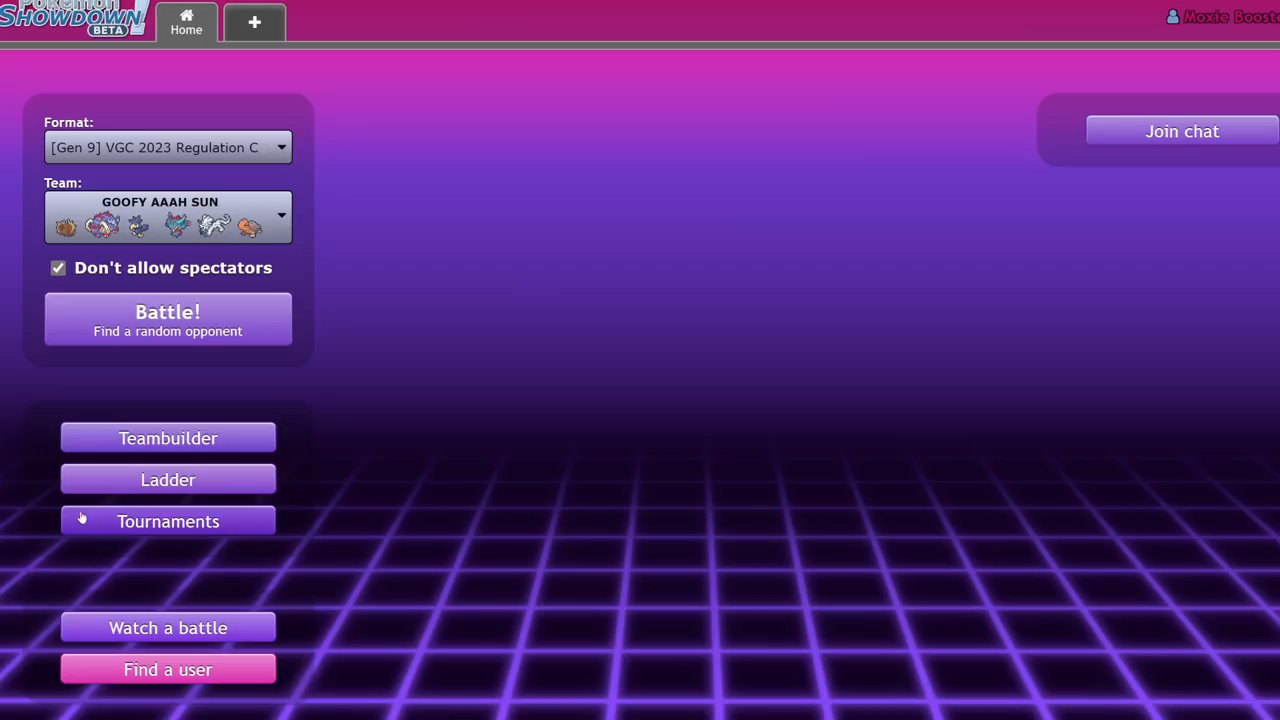 Pokémon
SHOWDOWN!
BETA
Home
+
Moxie Boost
Format:
[Gen 9] VGC 2023 Regulation C
Team:
GOOFY AAAH SUN
Don't allow spectators
Battle!
Find a random opponent
Join chat
Teambuilder
Ladder
Tournaments
Watch a battle
Find a user